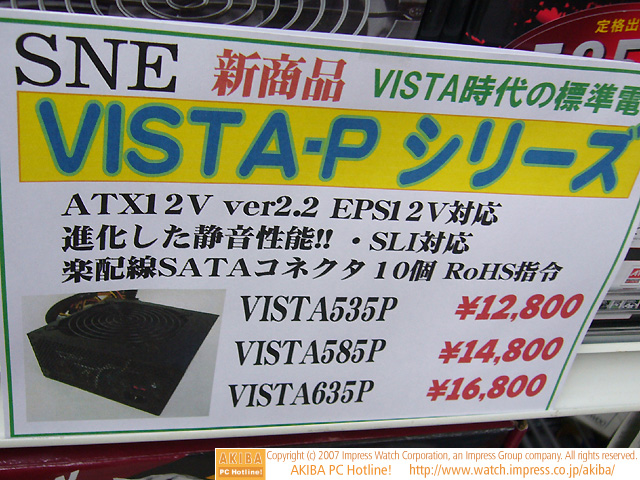 SNE 新商品 VISTA時代の標準電
VISTA-P シリーズ
ATX12V ver2.2 EPS12V対応
進化した静音性能!! ・SLI対応
楽配線SATAコネクタ10個 RoHS指令
VISTA535P ¥12,800
VISTA585P ¥14,800
VISTA635P ¥16,800
定格出
AKIBA
PC Hotline!
Copyright (c) 2007 Impress Watch Corporation, an Impress Group company. All rights reserved.
AKIBA PC Hotline! http://www.watch.impress.co.jp/akiba/